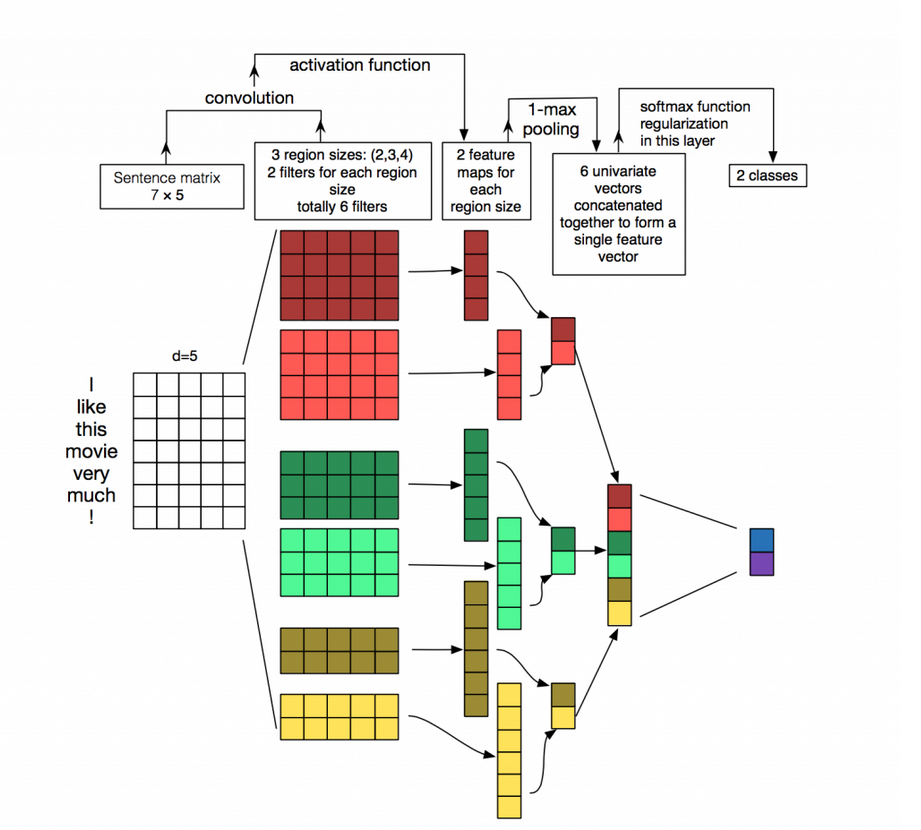 activation function
convolution
1-max
pooling
softmax function
regularization
in this layer
Sentence matrix
7 × 5
3 region sizes: (2,3,4)
2 filters for each region
size
totally 6 filters
2 feature
maps for
each
region size
6 univariate
vectors
concatenated
together to form a
single feature
vector
2 classes
d=5
I
like
this
movie
very
much
!